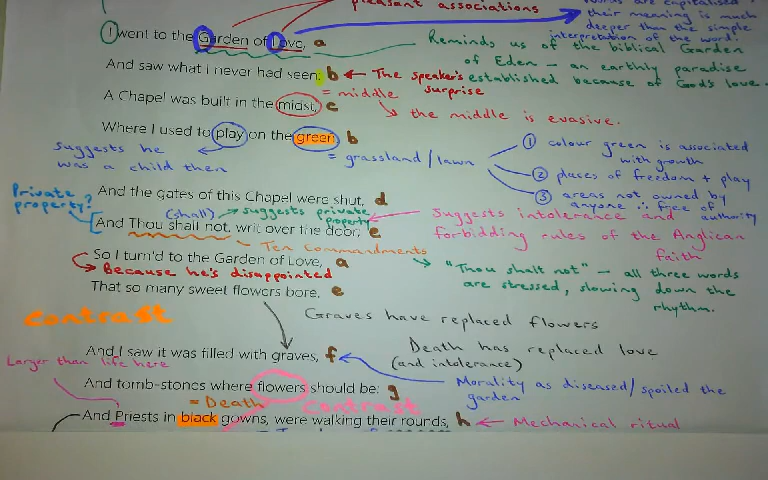 pleasant associations
are capitalised
their meaning is much
deeper than the simple
interpretation of the word.
I went to the Garden of Love, a
Reminds us of the biblical Garden
of Eden – an earthly paradise
established because of God's love.
And saw what I never had seen: b ← The speaker's
surprise
= middle
A Chapel was built in the midst, c
the middle is evasive.
Where I used to play on the green. b
suggests he
was a child then
= grassland / lawn
① colour green is associated
with growth
② places of freedom + play
③ areas not owned by
anyone ∴ free of
authority
Private
property?
And the gates of this Chapel were shut, d
(shall) → suggests private
property
And Thou shall not. writ over the door; e
suggests intolerance and
forbidding rules of the Anglican
faith
Ten Commandments
So I turn'd to the Garden of Love, a
Because he's disappointed
"Thou shalt not" – all three words
are stressed, slowing down the
rhythm.
That so many sweet flowers bore. e
contrast
Graves have replaced flowers
And I saw it was filled with graves, f
Death has replaced love
(and intolerance)
Larger than life here
And tomb-stones where flowers should be: g
Morality as diseased/spoiled the
garden
= Death
contrast
And Priests in black gowns, were walking their rounds, h ← Mechanical ritual